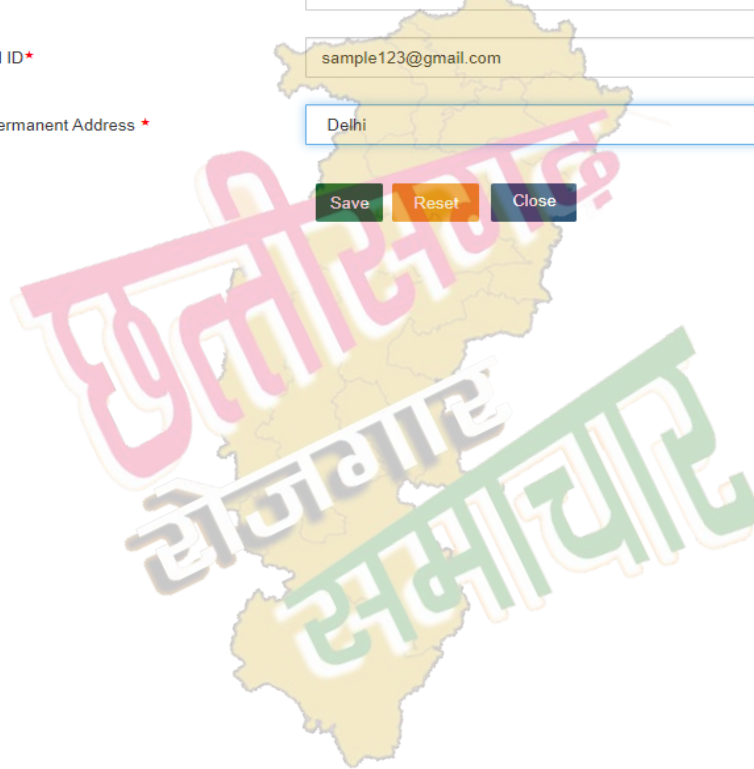 l ID*
sample123@gmail.com
ermanent Address *
Delhi
Save
Reset
Close
छत्तीसगढ़
रोजगार
समाचार